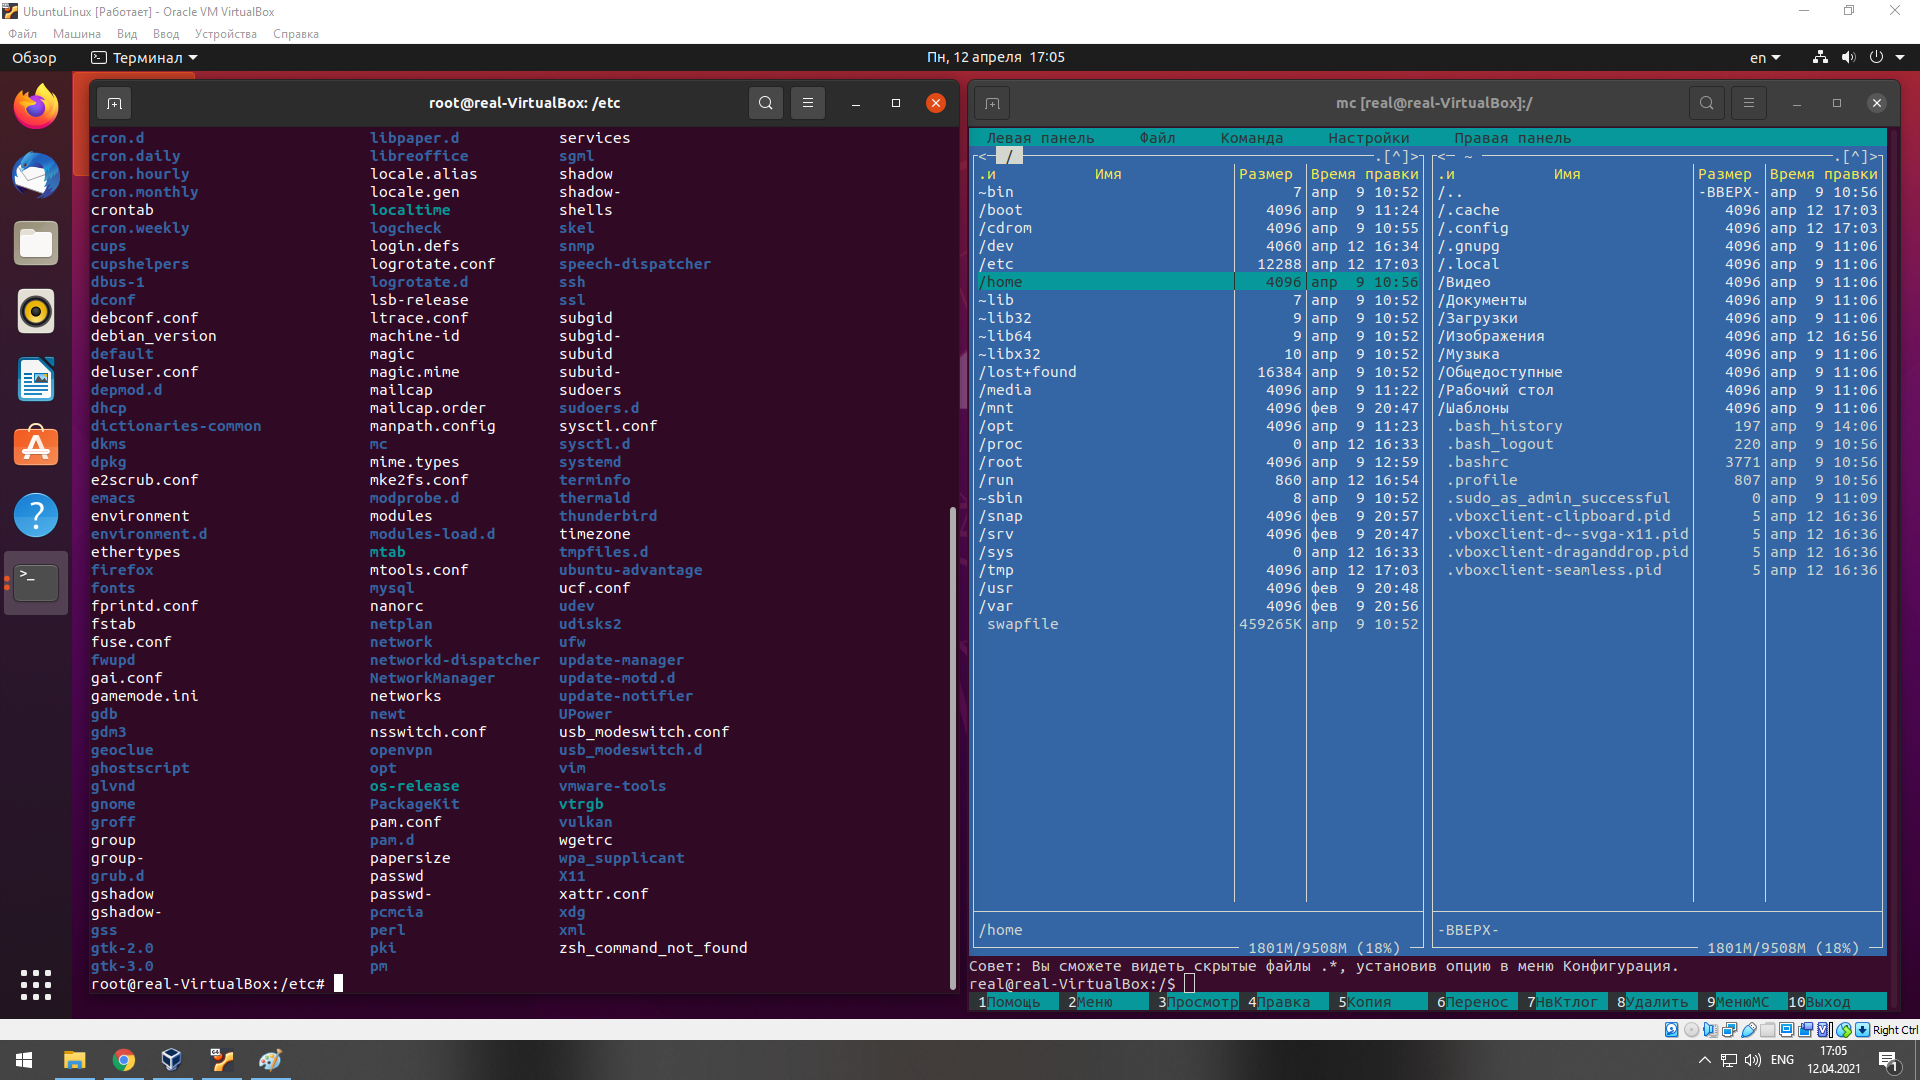 UbuntuLinux [Работает] - Oracle VM VirtualBox
Файл Машина Вид Ввод Устройства Справка
Обзор Терминал Пн, 12 апреля 17:05 en
root@real-VirtualBox: /etc
cron.d libpaper.d services
cron.daily libreoffice sgml
cron.hourly locale.alias shadow
cron.monthly locale.gen shadow-
crontab localtime shells
cron.weekly logcheck skel
cups login.defs snmp
cupshelpers logrotate.conf speech-dispatcher
dbus-1 logrotate.d ssh
dconf lsb-release ssl
debconf.conf ltrace.conf subgid
debian_version machine-id subgid-
default magic subuid
deluser.conf magic.mime subuid-
depmod.d mailcap sudoers
dhcp mailcap.order sudoers.d
dictionaries-common manpath.config sysctl.conf
dkms mc sysctl.d
dpkg mime.types systemd
e2scrub.conf mke2fs.conf terminfo
emacs modprobe.d thermald
environment modules thunderbird
environment.d modules-load.d timezone
ethertypes mtab tmpfiles.d
firefox mtools.conf ubuntu-advantage
fonts mysql ucf.conf
fprintd.conf nanorc udev
fstab netplan udisks2
fuse.conf network ufw
fwupd networkd-dispatcher update-manager
gai.conf NetworkManager update-motd.d
gamemode.ini networks update-notifier
gdb newt UPower
gdm3 nsswitch.conf usb_modeswitch.conf
geoclue openvpn usb_modeswitch.d
ghostscript opt vim
glvnd os-release vmware-tools
gnome PackageKit vtrgb
groff pam.conf vulkan
group pam.d wgetrc
group- papersize wpa_supplicant
grub.d passwd X11
gshadow passwd- xattr.conf
gshadow- pcmcia xdg
gss perl xml
gtk-2.0 pki zsh_command_not_found
gtk-3.0 pm
root@real-VirtualBox:/etc#
mc [real@real-VirtualBox]:/
Левая панель Файл Команда Настройки Правая панель
<- / .[^]>
.и Имя Размер Время правки
~bin 7 апр 9 10:52
/boot 4096 апр 9 11:24
/cdrom 4096 апр 9 10:55
/dev 4060 апр 12 16:34
/etc 12288 апр 12 17:03
/home 4096 апр 9 10:56
~lib 7 апр 9 10:52
~lib32 9 апр 9 10:52
~lib64 9 апр 9 10:52
~libx32 10 апр 9 10:52
/lost+found 16384 апр 9 10:52
/media 4096 апр 9 11:22
/mnt 4096 фев 9 20:47
/opt 4096 апр 9 11:23
/proc 0 апр 12 16:33
/root 4096 апр 9 12:59
/run 860 апр 12 16:54
~sbin 8 апр 9 10:52
/snap 4096 фев 9 20:57
/srv 4096 фев 9 20:47
/sys 0 апр 12 16:33
/tmp 4096 апр 12 17:03
/usr 4096 фев 9 20:48
/var 4096 фев 9 20:56
swapfile 459265K апр 9 10:52
/home
1801M/9508M (18%)
<- ~ .[^]>
.и Имя Размер Время правки
/.. -ВВЕРХ- апр 9 10:56
/.cache 4096 апр 12 17:03
/.config 4096 апр 12 17:03
/.gnupg 4096 апр 9 11:06
/.local 4096 апр 9 11:06
/Видео 4096 апр 9 11:06
/Документы 4096 апр 9 11:06
/Загрузки 4096 апр 9 11:06
/Изображения 4096 апр 12 16:56
/Музыка 4096 апр 9 11:06
/Общедоступные 4096 апр 9 11:06
/Рабочий стол 4096 апр 9 11:06
/Шаблоны 4096 апр 9 11:06
.bash_history 197 апр 9 14:06
.bash_logout 220 апр 9 10:56
.bashrc 3771 апр 9 10:56
.profile 807 апр 9 10:56
.sudo_as_admin_successful 0 апр 9 11:09
.vboxclient-clipboard.pid 5 апр 12 16:36
.vboxclient-d~-svga-x11.pid 5 апр 12 16:36
.vboxclient-draganddrop.pid 5 апр 12 16:36
.vboxclient-seamless.pid 5 апр 12 16:36
-ВВЕРХ-
1801M/9508M (18%)
Совет: Вы сможете видеть скрытые файлы .*, установив опцию в меню Конфигурация.
real@real-VirtualBox:/$
1Помощь 2Меню 3Просмотр 4Правка 5Копия 6Перенос 7НвКтлог 8Удалить 9МенюMC 10Выход
Right Ctrl
ENG 17:05
12.04.2021
1